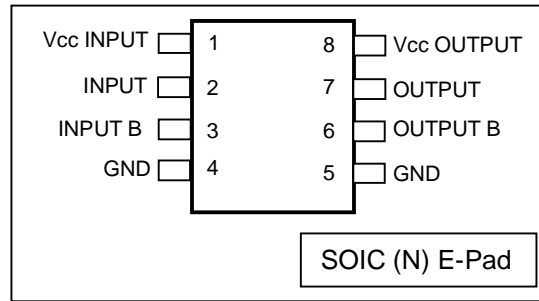 Vcc INPUT 1 8 Vcc OUTPUT
INPUT 2 7 OUTPUT
INPUT B 3 6 OUTPUT B
GND 4 5 GND
SOIC (N) E-Pad